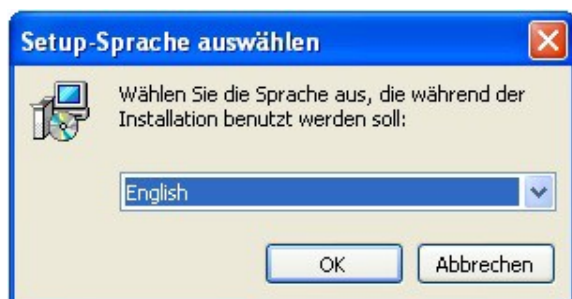 Setup-Sprache auswählen
Wählen Sie die Sprache aus, die während der
Installation benutzt werden soll:
English
OK
Abbrechen